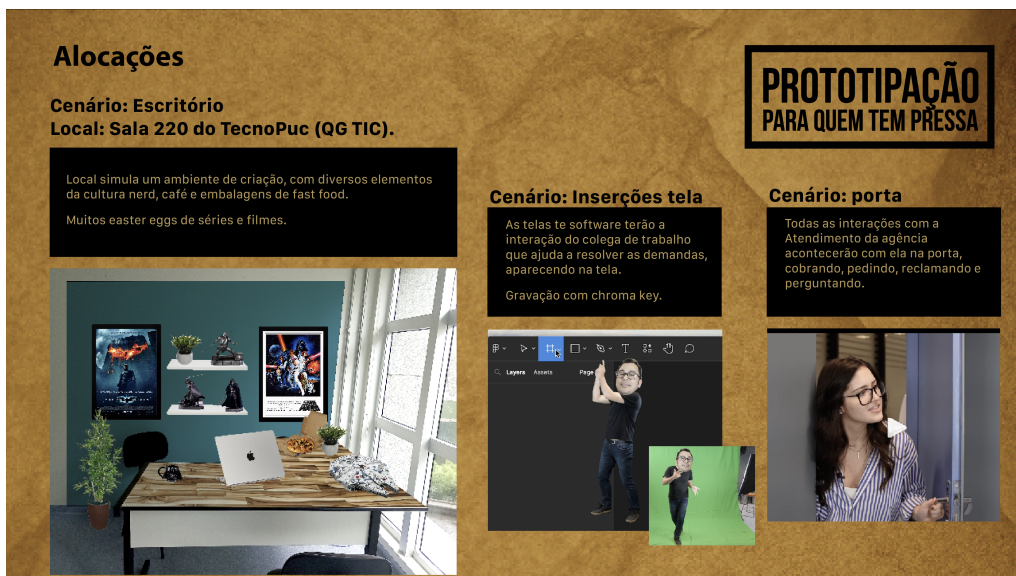 Alocações
Cenário: Escritório
Local: Sala 220 do TecnoPuc (QG TIC).
Local simula um ambiente de criação, com diversos elementos
da cultura nerd, café e embalagens de fast food.
Muitos easter eggs de séries e filmes.
PROTOTIPAÇÃO
PARA QUEM TEM PRESSA
Cenário: Inserções tela
As telas te software terão a
interação do colega de trabalho
que ajuda a resolver as demandas,
aparecendo na tela.
Gravação com chroma key.
Layers Assets Page
Cenário: porta
Todas as interações com a
Atendimento da agência
acontecerão com ela na porta,
cobrando, pedindo, reclamando e
perguntando.